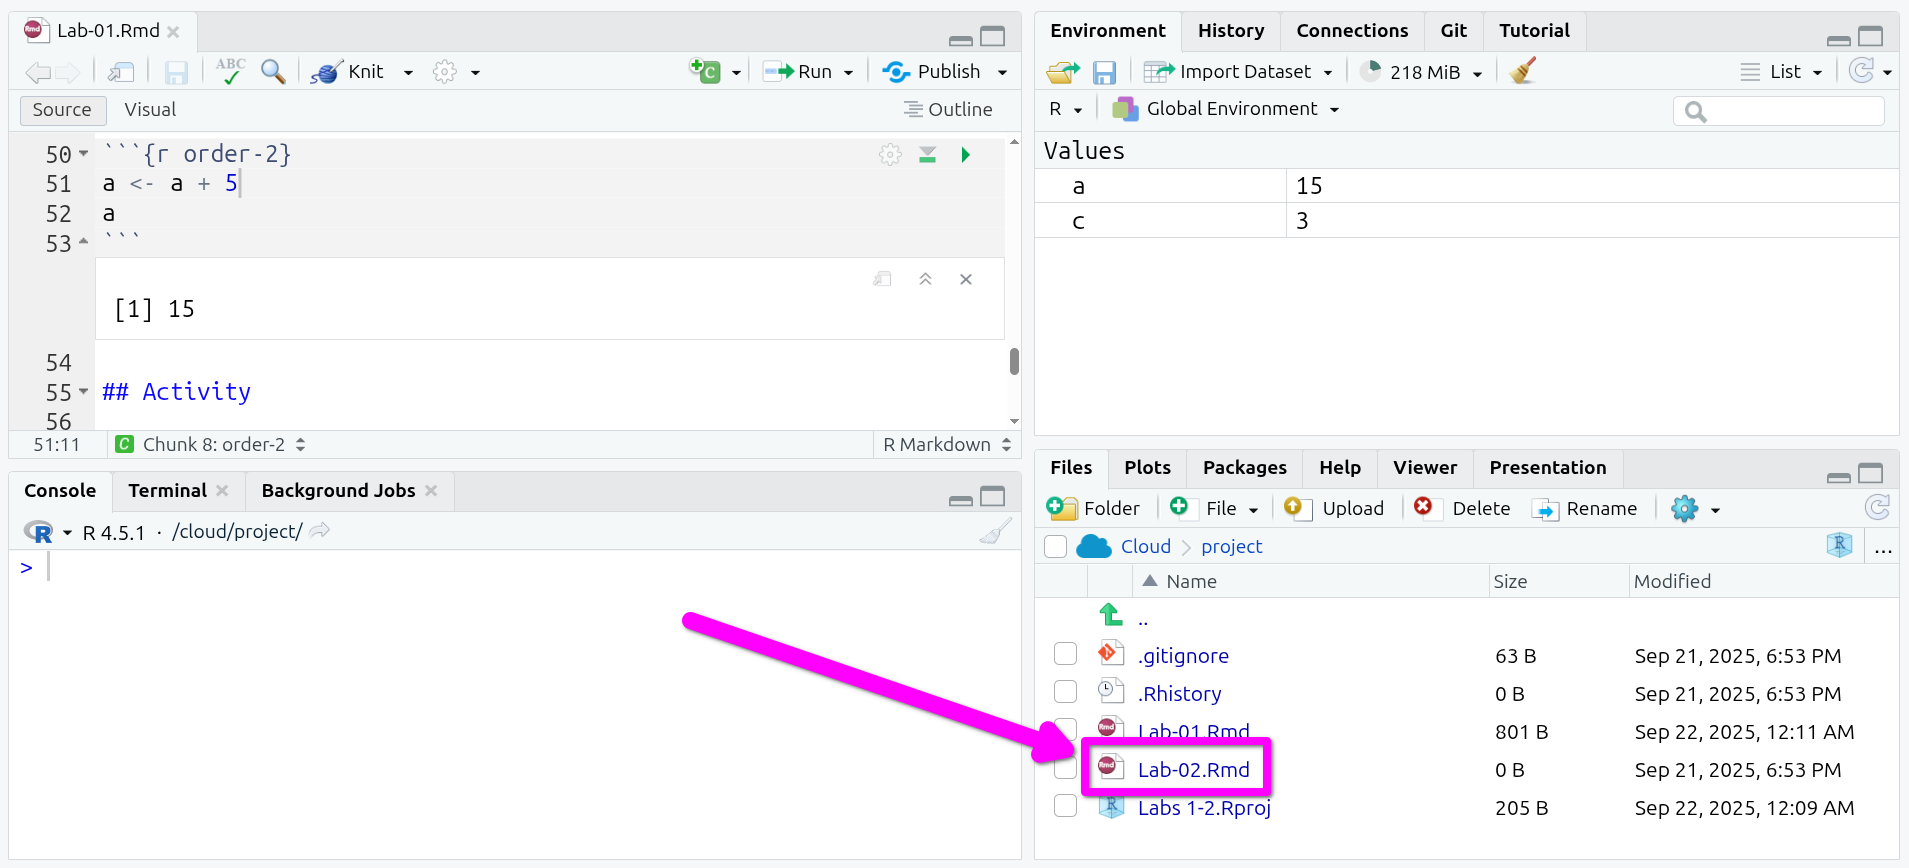 Lab-01.Rmd
ABC
Knit
Run
Publish
Source
Visual
Outline
50
```{r order-2}
51
a <- a + 5
52
a
53
```
[1] 15
54
55
## Activity
56
51:11
Chunk 8: order-2
R Markdown
Console
Terminal
Background Jobs
R 4.5.1 · /cloud/project/
>
Environment
History
Connections
Git
Tutorial
Import Dataset
218 MiB
List
R
Global Environment
Values
a 15
c 3
Files
Plots
Packages
Help
Viewer
Presentation
Folder
File
Upload
Delete
Rename
Cloud
project
...
Name
Size
Modified
..
.gitignore 63 B Sep 21, 2025, 6:53 PM
.Rhistory 0 B Sep 21, 2025, 6:53 PM
Lab-01.Rmd 801 B Sep 22, 2025, 12:11 AM
Lab-02.Rmd 0 B Sep 21, 2025, 6:53 PM
Labs 1-2.Rproj 205 B Sep 22, 2025, 12:09 AM